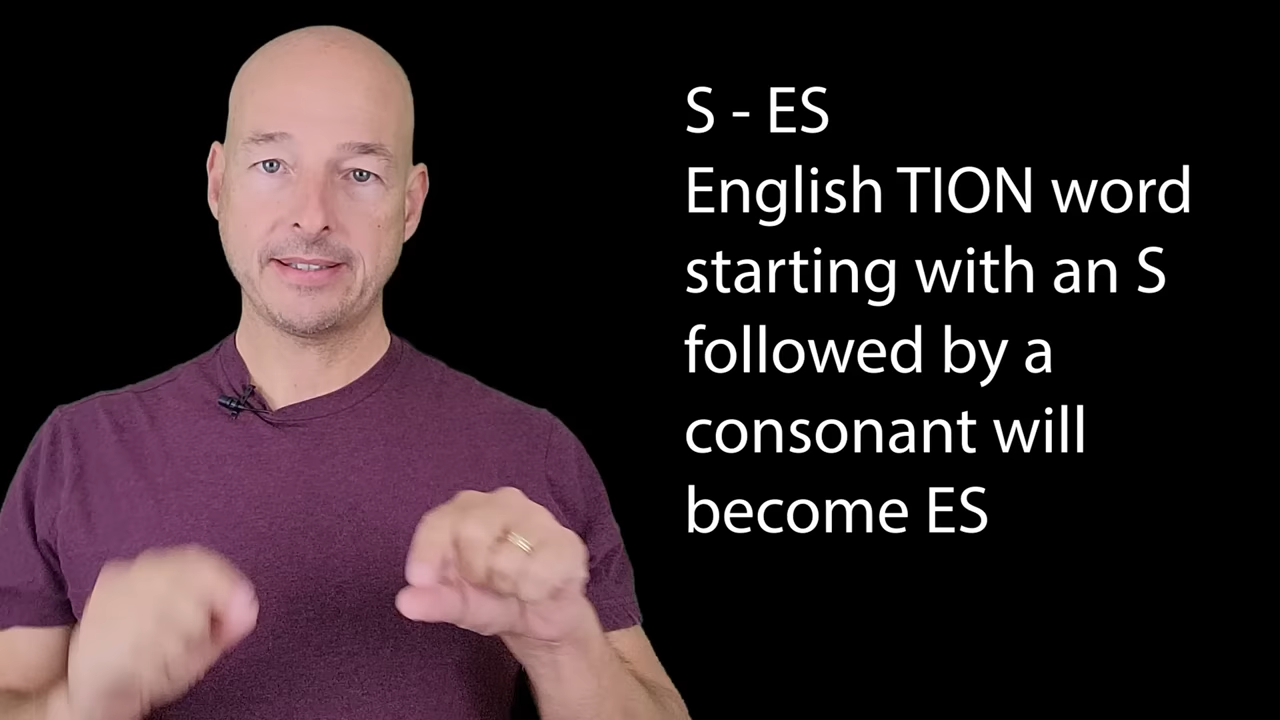 S - ES
English TION word
starting with an S
followed by a
consonant will
become ES